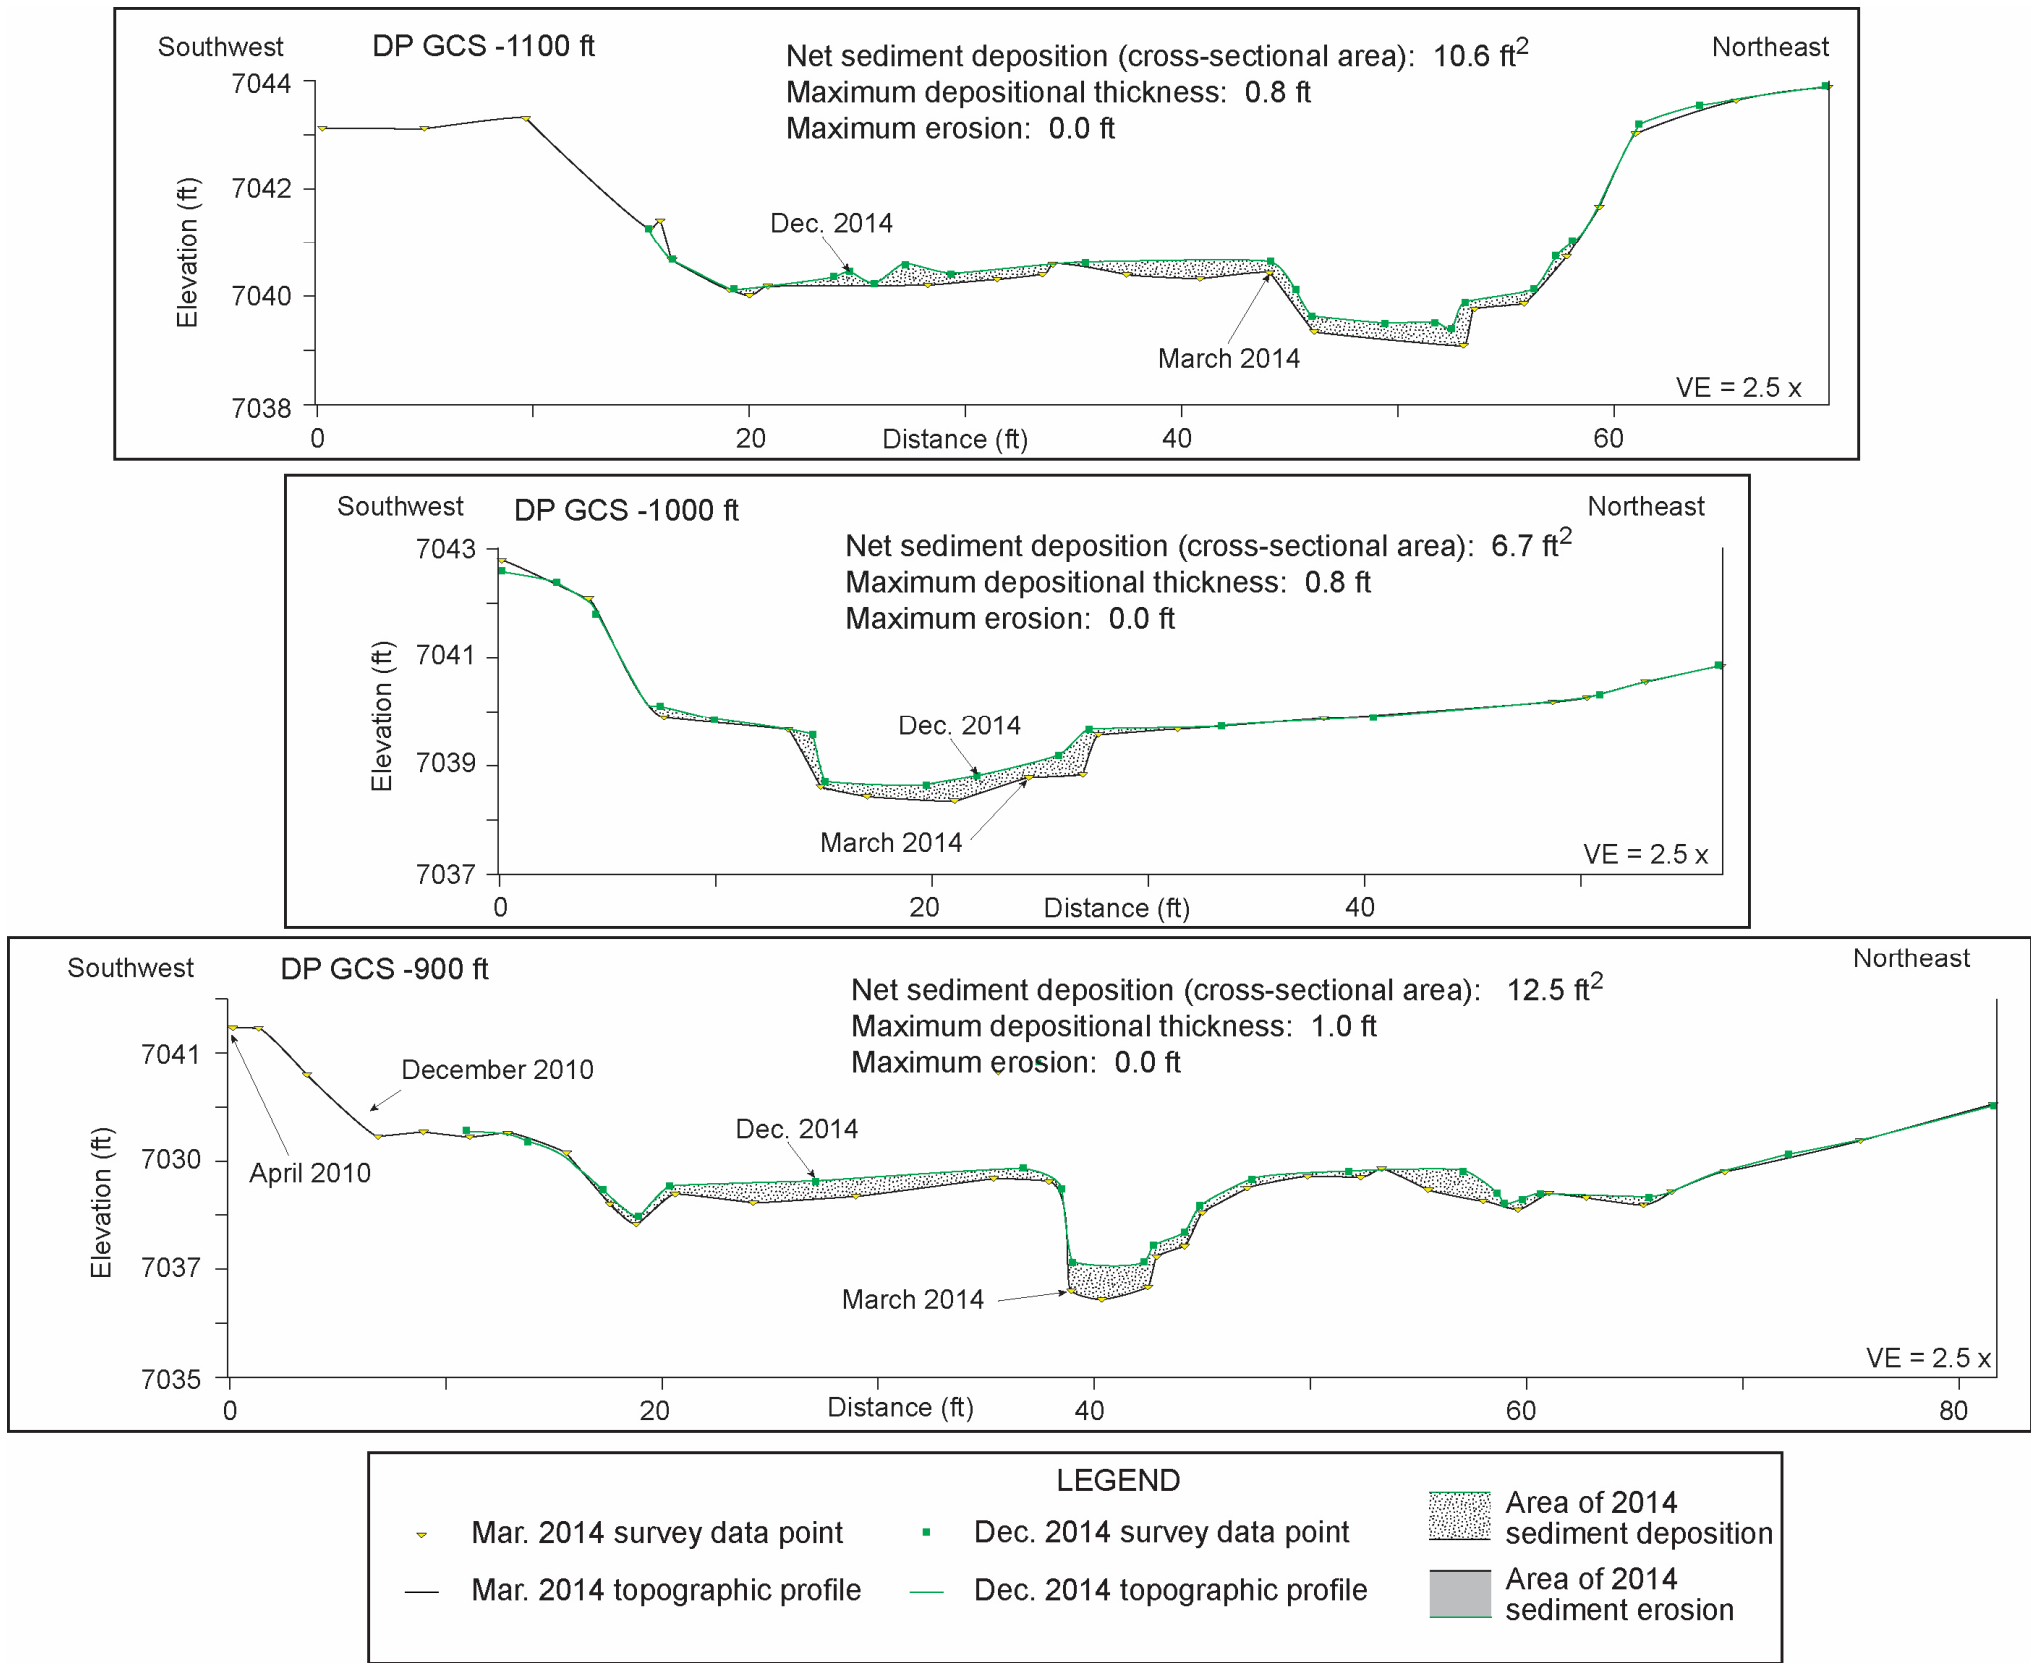 Southwest
DP GCS -1100 ft
Net sediment deposition (cross-sectional area): 10.6 ft2
Maximum depositional thickness: 0.8 ft
Maximum erosion: 0.0 ft
Northeast
7044
7042
7040
7038
Elevation (ft)
Dec. 2014
March 2014
VE = 2.5 x
0
20
Distance (ft)
40
60
Southwest
DP GCS -1000 ft
Net sediment deposition (cross-sectional area): 6.7 ft2
Maximum depositional thickness: 0.8 ft
Maximum erosion: 0.0 ft
Northeast
7043
7041
7039
7037
Elevation (ft)
Dec. 2014
March 2014
VE = 2.5 x
0
20
Distance (ft)
40
Southwest
DP GCS -900 ft
Net sediment deposition (cross-sectional area): 12.5 ft2
Maximum depositional thickness: 1.0 ft
Maximum erosion: 0.0 ft
Northeast
7041
7030
7037
7035
Elevation (ft)
December 2010
April 2010
Dec. 2014
March 2014
VE = 2.5 x
0
20
Distance (ft)
40
60
80
LEGEND
Mar. 2014 survey data point
Mar. 2014 topographic profile
Dec. 2014 survey data point
Dec. 2014 topographic profile
Area of 2014
sediment deposition
Area of 2014
sediment erosion